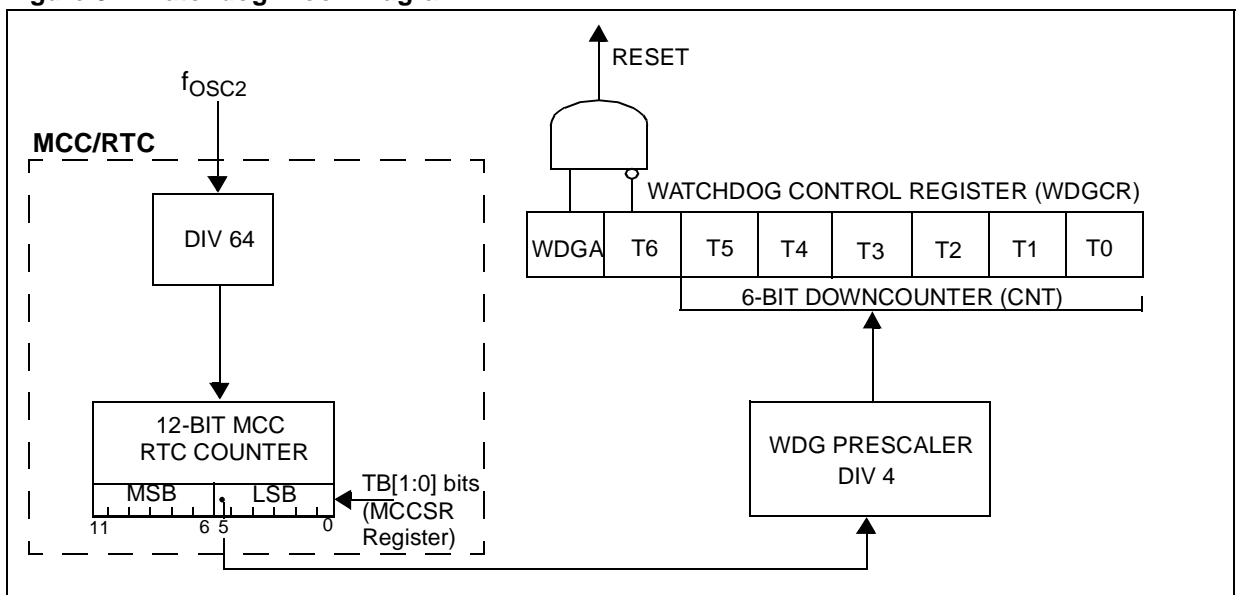 RESET
fOSC2
MCC/RTC
DIV 64
WATCHDOG CONTROL REGISTER (WDGCR)
WDGA T6 T5 T4 T3 T2 T1 T0
6-BIT DOWNCOUNTER (CNT)
12-BIT MCC
RTC COUNTER
MSB LSB
11 6 5 0
TB[1:0] bits
(MCCSR
Register)
WDG PRESCALER
DIV 4